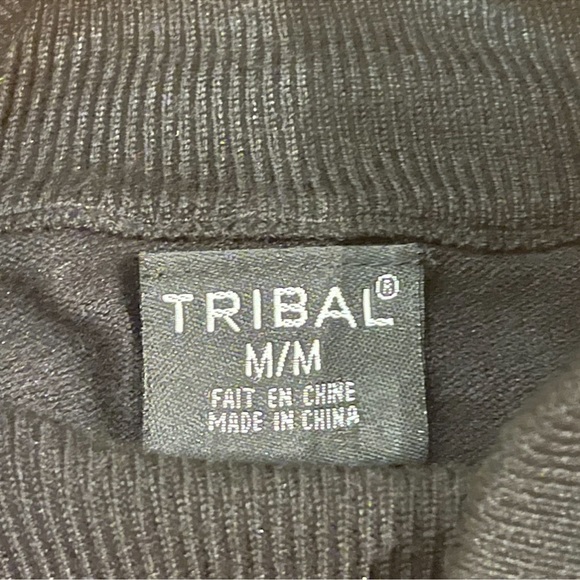 TRIBAL®
M/M
FAIT EN CHINE
MADE IN CHINA